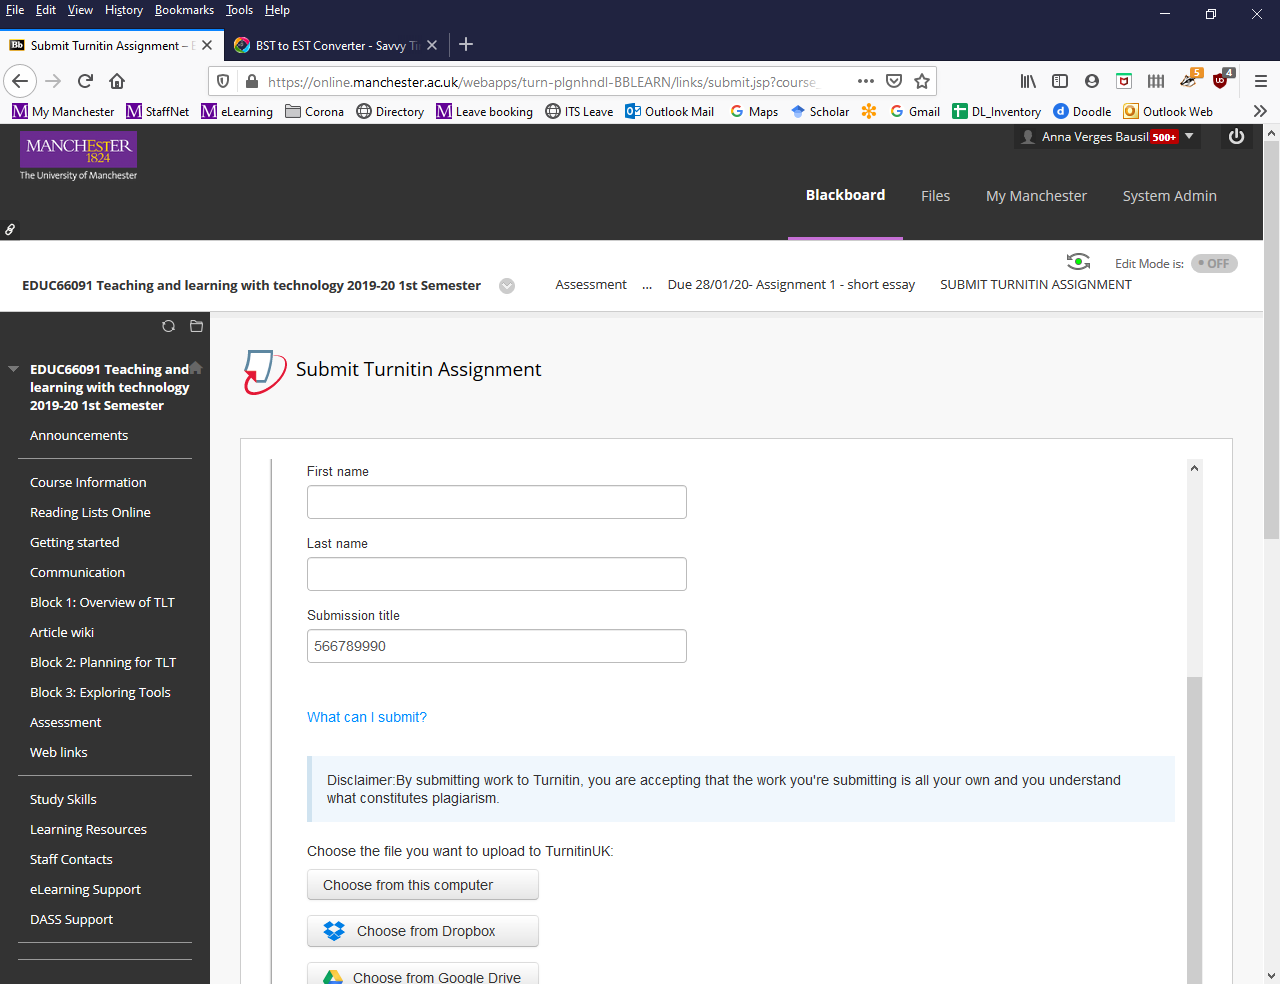 File Edit View History Bookmarks Tools Help
Submit Turnitin Assignment –
BST to EST Converter - Savvy
https://online.manchester.ac.uk/webapps/turn-plgnhndl-BBLEARN/links/submit.jsp?course_
5
4
My Manchester StaffNet eLearning Corona Directory Leave booking ITS Leave Outlook Mail Maps Scholar Gmail DL_Inventory Doodle Outlook Web
MANCHESTER
1824
The University of Manchester
Anna Verges Bausil 500+
Blackboard Files My Manchester System Admin
Edit Mode is: OFF
EDUC66091 Teaching and learning with technology 2019-20 1st Semester Assessment ... Due 28/01/20- Assignment 1 - short essay SUBMIT TURNITIN ASSIGNMENT
EDUC66091 Teaching and
learning with technology
2019-20 1st Semester
Announcements
Course Information
Reading Lists Online
Getting started
Communication
Block 1: Overview of TLT
Article wiki
Block 2: Planning for TLT
Block 3: Exploring Tools
Assessment
Web links
Study Skills
Learning Resources
Staff Contacts
eLearning Support
DASS Support
Submit Turnitin Assignment
First name
Last name
Submission title
566789990
What can I submit?
Disclaimer:By submitting work to Turnitin, you are accepting that the work you're submitting is all your own and you understand
what constitutes plagiarism.
Choose the file you want to upload to TurnitinUK:
Choose from this computer
Choose from Dropbox
Choose from Google Drive